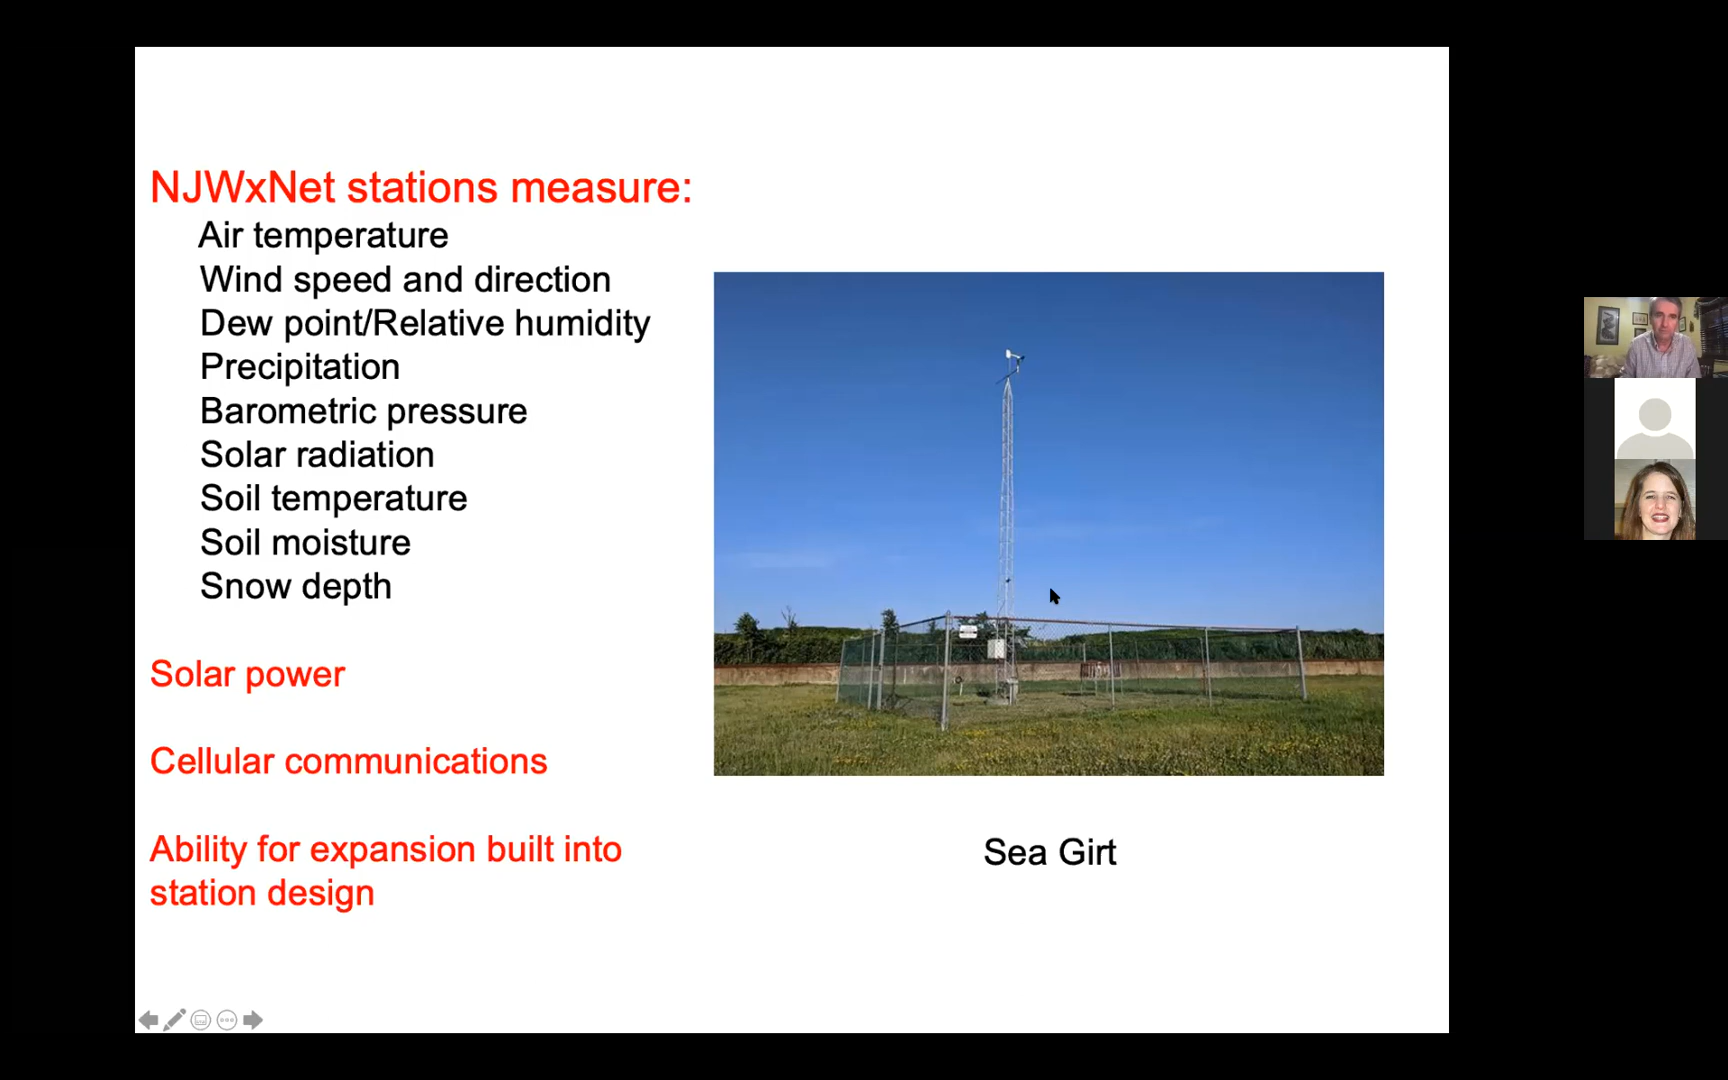 NJWxNet stations measure:
Air temperature
Wind speed and direction
Dew point/Relative humidity
Precipitation
Barometric pressure
Solar radiation
Soil temperature
Soil moisture
Snow depth
Solar power
Cellular communications
Ability for expansion built into
station design
Sea Girt